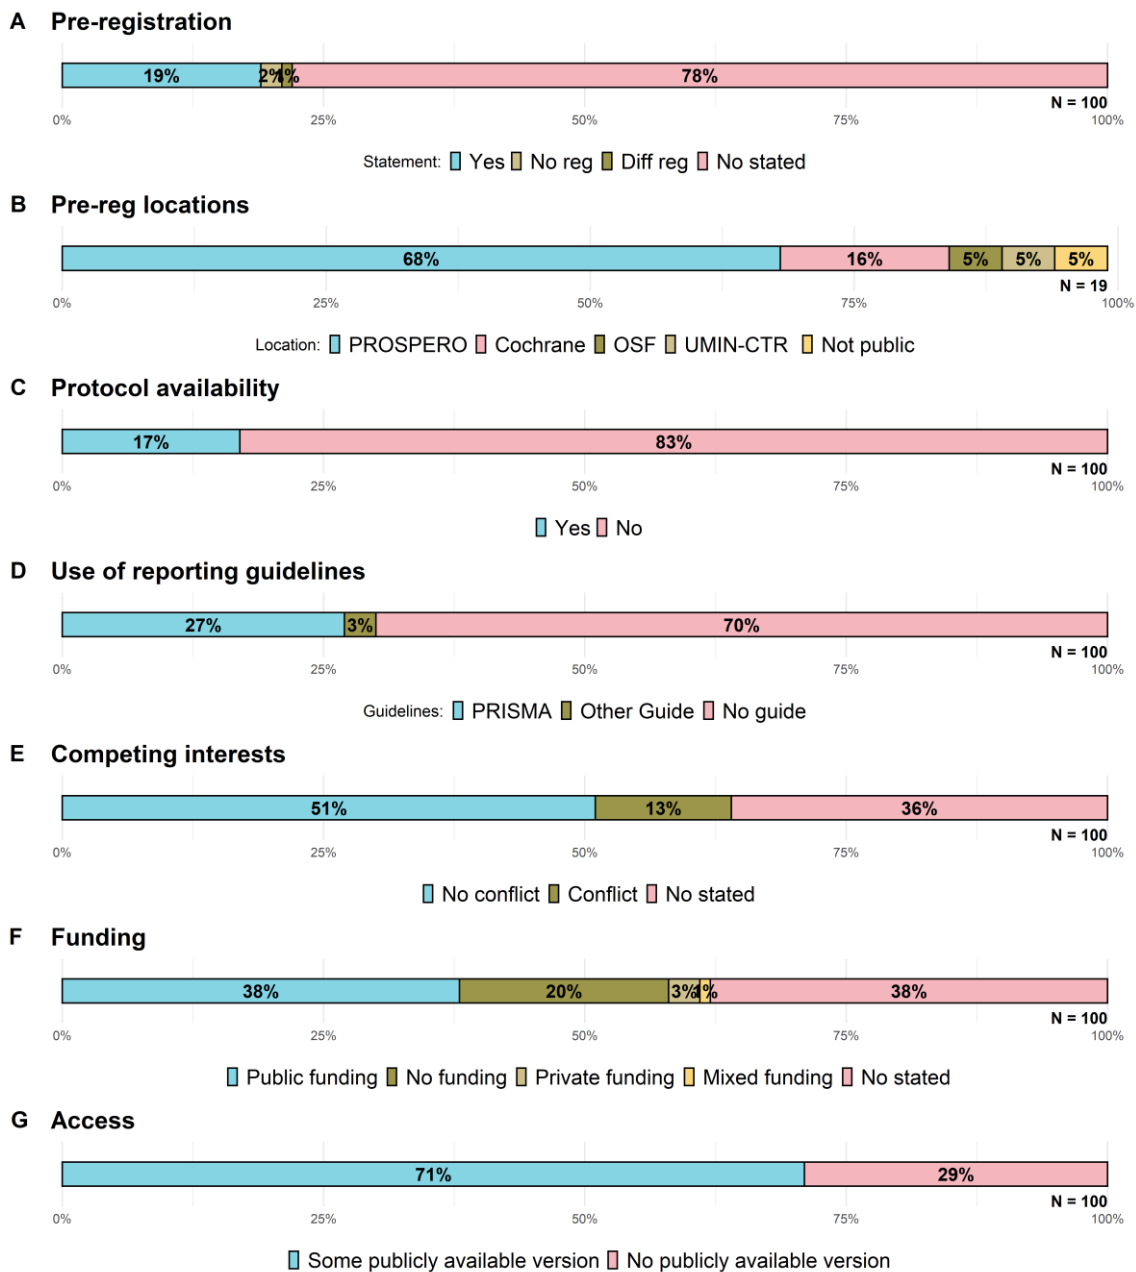 A Pre-registration
19% 2% 1% 78%
N = 100
0% 25% 50% 75% 100%
Statement: Yes No reg Diff reg No stated
B Pre-reg locations
68% 16% 5% 5% 5%
N = 19
0% 25% 50% 75% 100%
Location: PROSPERO Cochrane OSF UMIN-CTR Not public
C Protocol availability
17% 83%
N = 100
0% 25% 50% 75% 100%
Yes No
D Use of reporting guidelines
27% 3% 70%
N = 100
0% 25% 50% 75% 100%
Guidelines: PRISMA Other Guide No guide
E Competing interests
51% 13% 36%
N = 100
0% 25% 50% 75% 100%
No conflict Conflict No stated
F Funding
38% 20% 3% 1% 38%
N = 100
0% 25% 50% 75% 100%
Public funding No funding Private funding Mixed funding No stated
G Access
71% 29%
N = 100
0% 25% 50% 75% 100%
Some publicly available version No publicly available version